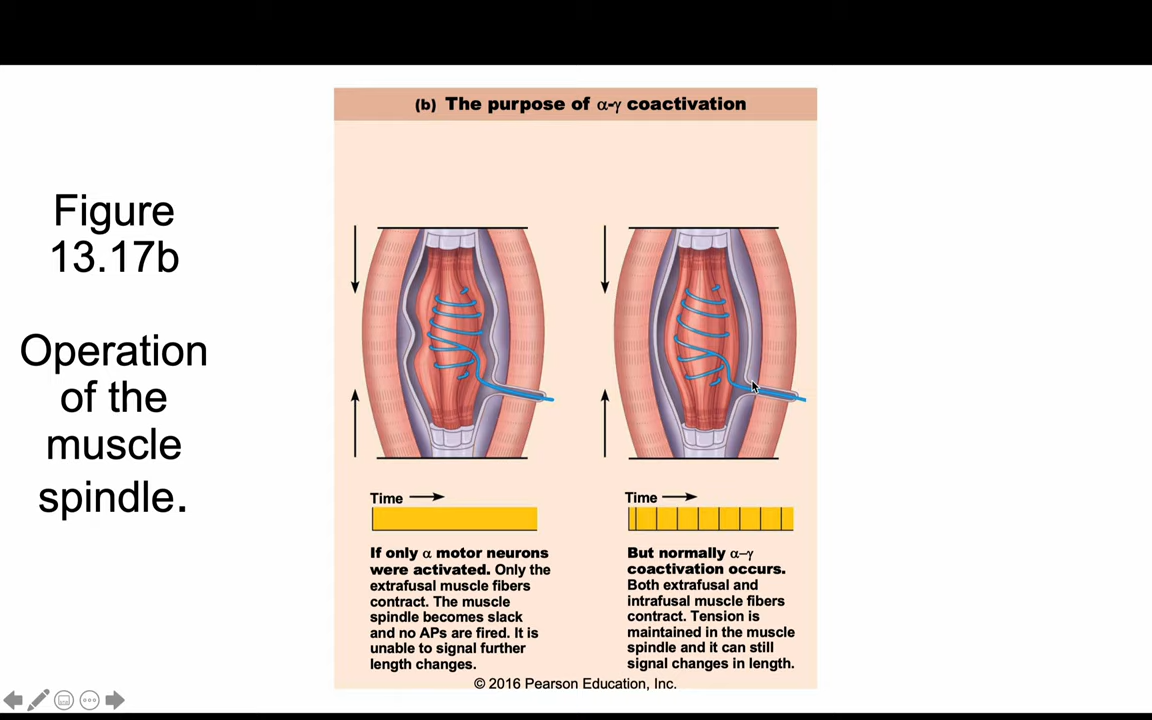 Figure
13.17b
Operation
of the
muscle
spindle.
(b) The purpose of α-γ coactivation
Time
If only α motor neurons
were activated. Only the
extrafusal muscle fibers
contract. The muscle
spindle becomes slack
and no APs are fired. It is
unable to signal further
length changes.
Time
But normally α–γ
coactivation occurs.
Both extrafusal and
intrafusal muscle fibers
contract. Tension is
maintained in the muscle
spindle and it can still
signal changes in length.
© 2016 Pearson Education, Inc.